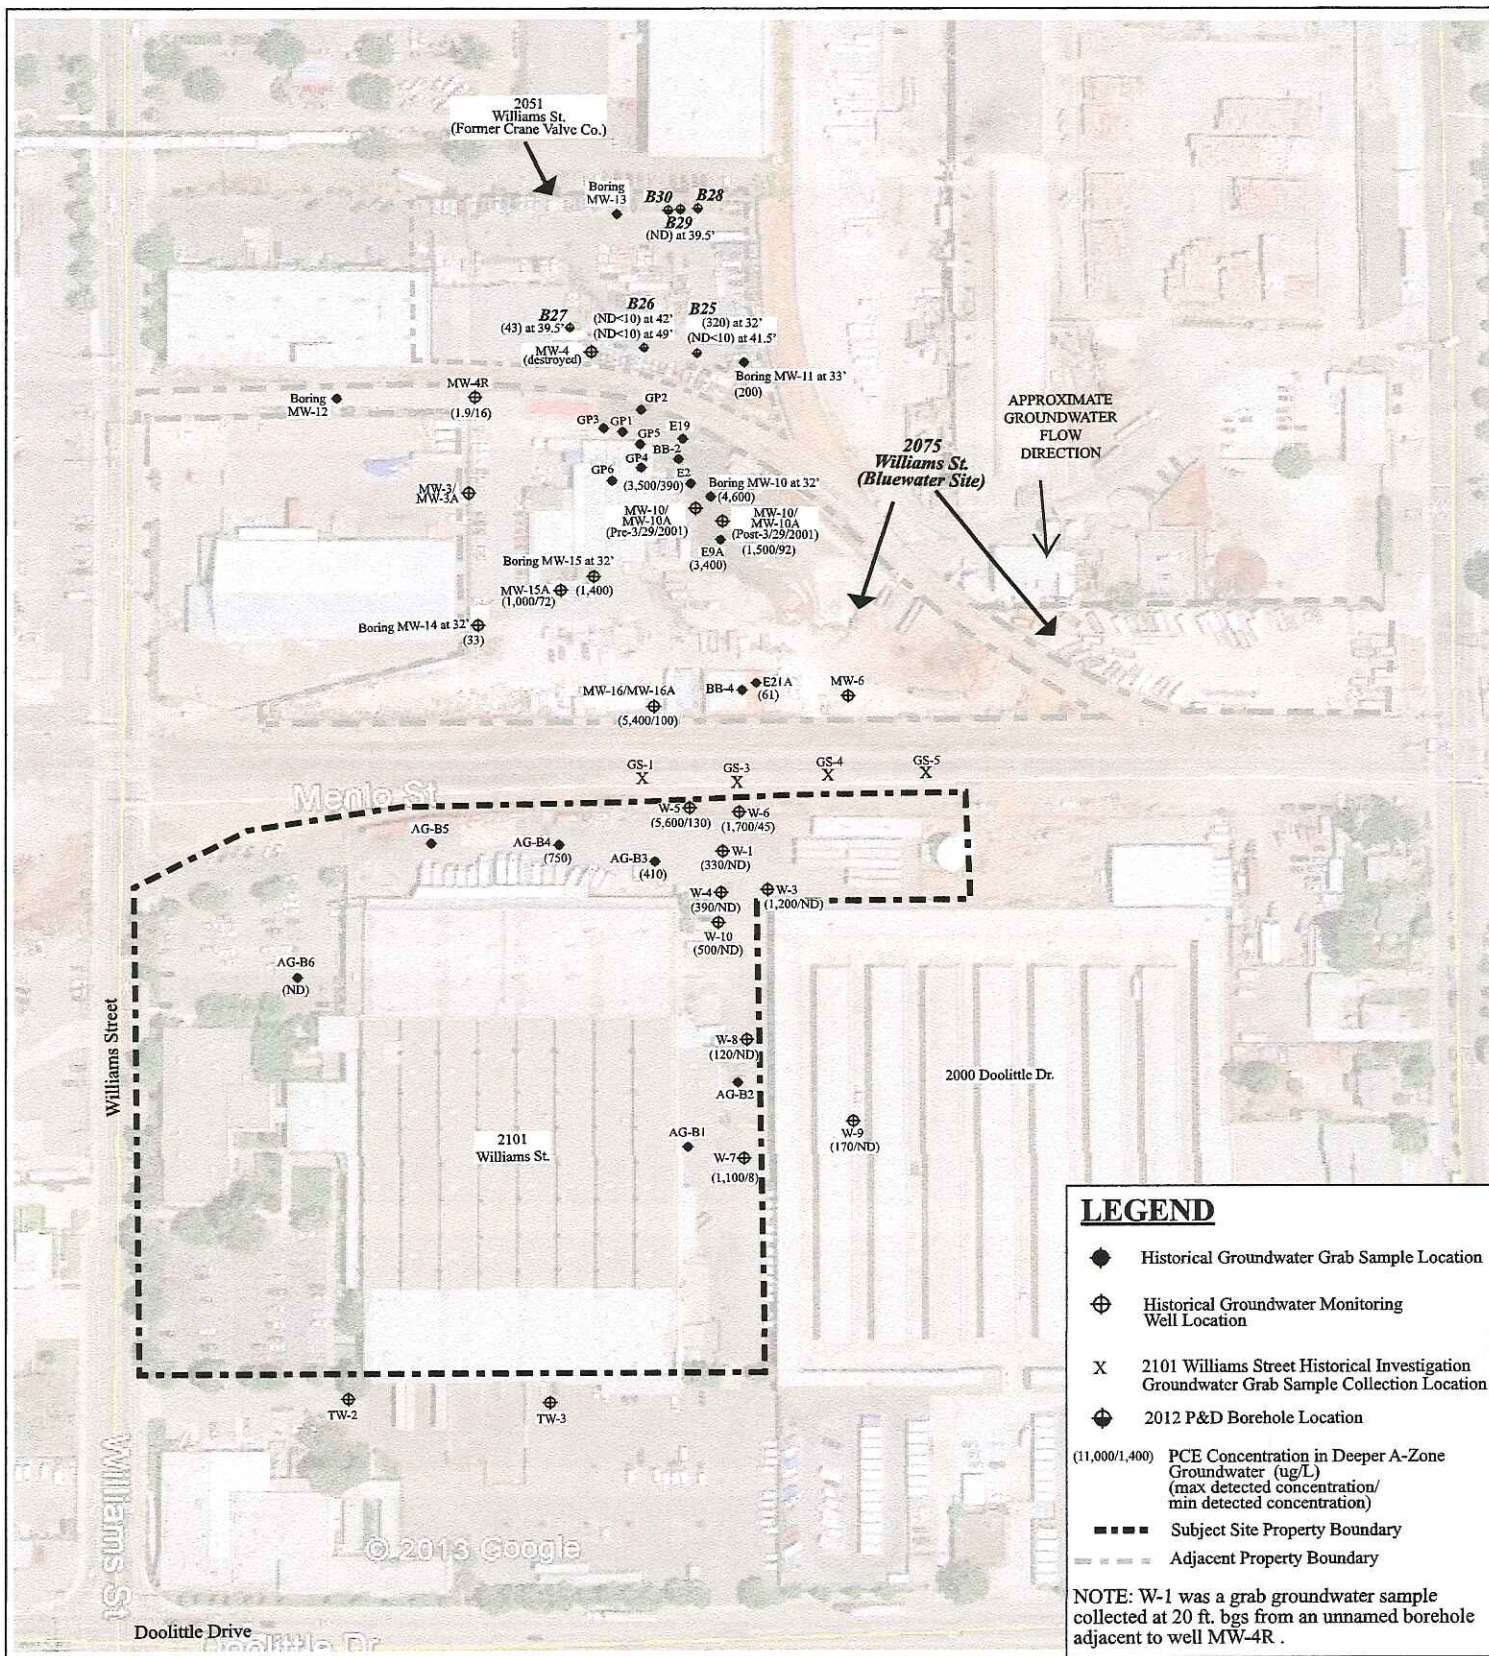 2051
Williams St.
(Former Crane Valve Co.)
Boring
MW-13
B30
B28
B29
(ND) at 39.5'
B27
(43) at 39.5'
B26
(ND<10) at 42'
(ND<10) at 49'
B25
(320) at 32'
(ND<10) at 41.5'
MW-4
(destroyed)
Boring MW-11 at 33'
(200)
Boring
MW-12
MW-4R
(1.9/16)
GP2
GP3
GP1
GP5
E19
BB-2
GP4
GP6
E2
(3,500/390)
Boring MW-10 at 32'
(4,600)
MW-3/
MW-3A
MW-10/
MW-10A
(Pre-3/29/2001)
MW-10/
MW-10A
(Post-3/29/2001)
(1,500/92)
E9A
(3,400)
2075
Williams St.
(Bluewater Site)
APPROXIMATE
GROUNDWATER
FLOW
DIRECTION
Boring MW-15 at 32'
(1,400)
MW-15A
(1,000/72)
Boring MW-14 at 32'
(33)
MW-16/MW-16A
(5,400/100)
BB-4
E21A
(61)
MW-6
GS-1
X
GS-3
X
GS-4
X
GS-5
X
Menlo St
W-5
(5,600/130)
W-6
(1,700/45)
AG-B5
AG-B4
(750)
AG-B3
(410)
W-1
(330/ND)
W-4
(390/ND)
W-3
(1,200/ND)
W-10
(500/ND)
AG-B6
(ND)
Williams Street
W-8
(120/ND)
AG-B2
2000 Doolittle Dr.
AG-B1
W-9
(170/ND)
2101
Williams St.
W-7
(1,100/8)
TW-2
TW-3
Williams St
© 2013 Google
Doolittle Drive
Doolittle Dr
LEGEND
Historical Groundwater Grab Sample Location
Historical Groundwater Monitoring
Well Location
X 2101 Williams Street Historical Investigation
Groundwater Grab Sample Collection Location
2012 P&D Borehole Location
(11,000/1,400) PCE Concentration in Deeper A-Zone
Groundwater (ug/L)
(max detected concentration/
min detected concentration)
Subject Site Property Boundary
Adjacent Property Boundary
NOTE: W-1 was a grab groundwater sample
collected at 20 ft. bgs from an unnamed borehole
adjacent to well MW-4R .